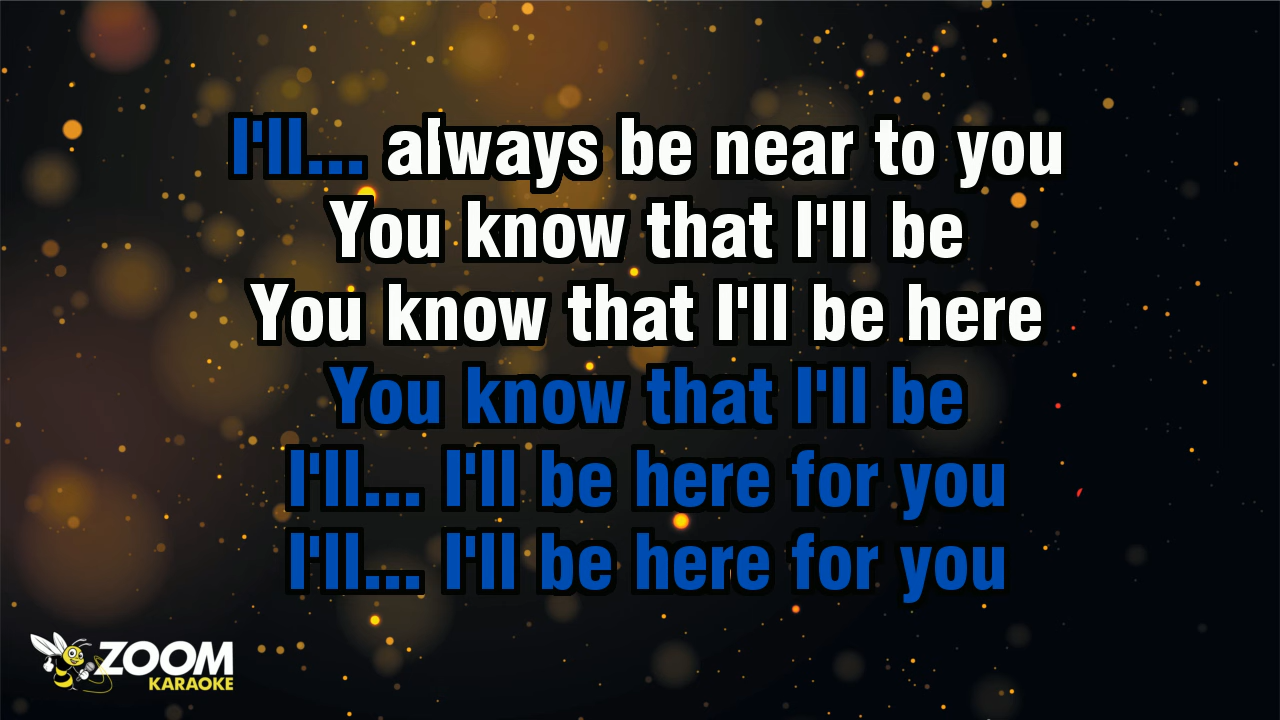 I'll... always be near to you
You know that I'll be
You know that I'll be here
You know that I'll be
I'll... I'll be here for you
I'll... I'll be here for you
ZOOM
KARAOKE